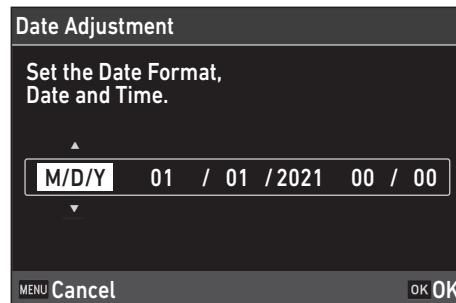 Date Adjustment
Set the Date Format,
Date and Time.
M/D/Y 01 / 01 / 2021 00 / 00
MENU Cancel OK OK